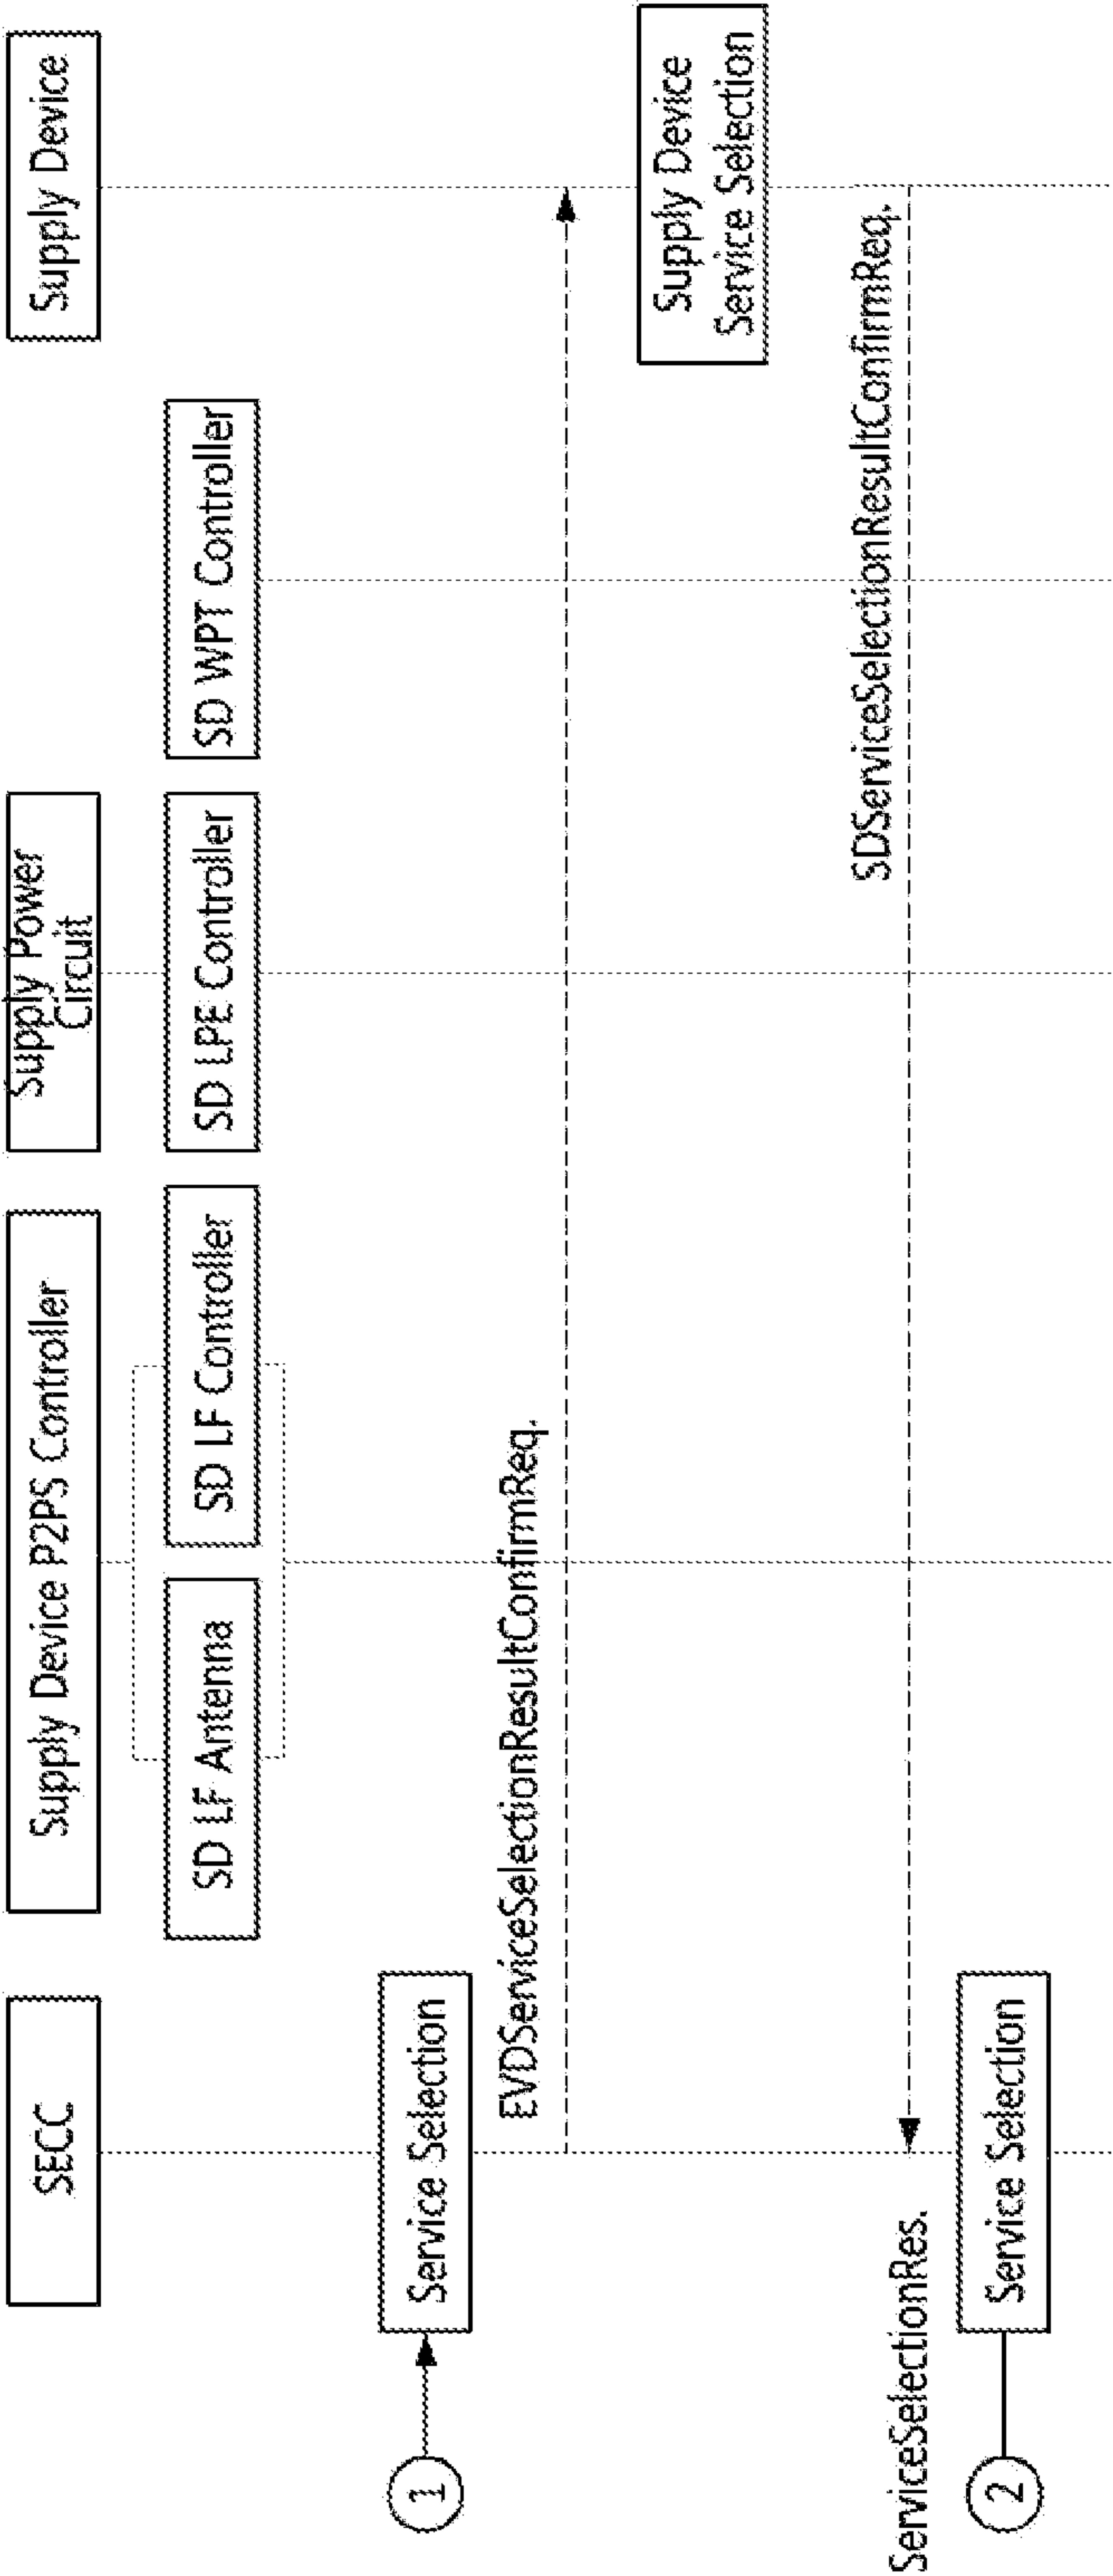 SECC
Supply Device P2PS Controller
Supply Power
Circuit
Supply Device
SD LF Antenna
SD LF Controller
SD LPE Controller
SD WPT Controller
1
Service Selection
EVDServiceSelectionResultConfirmReq.
Supply Device
Service Selection
SDServiceSelectionResultConfirmReq.
ServiceSelectionRes.
2
Service Selection